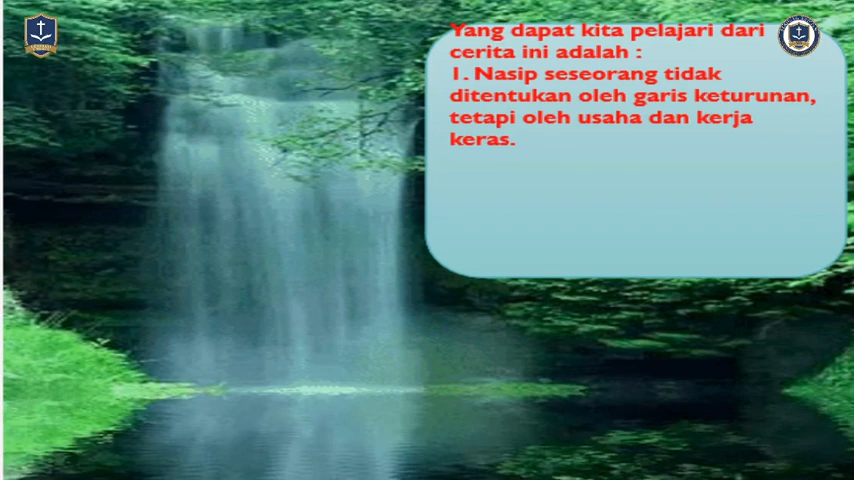 Yang dapat kita pelajari dari
cerita ini adalah :
1. Nasip seseorang tidak
ditentukan oleh garis keturunan,
tetapi oleh usaha dan kerja
keras.